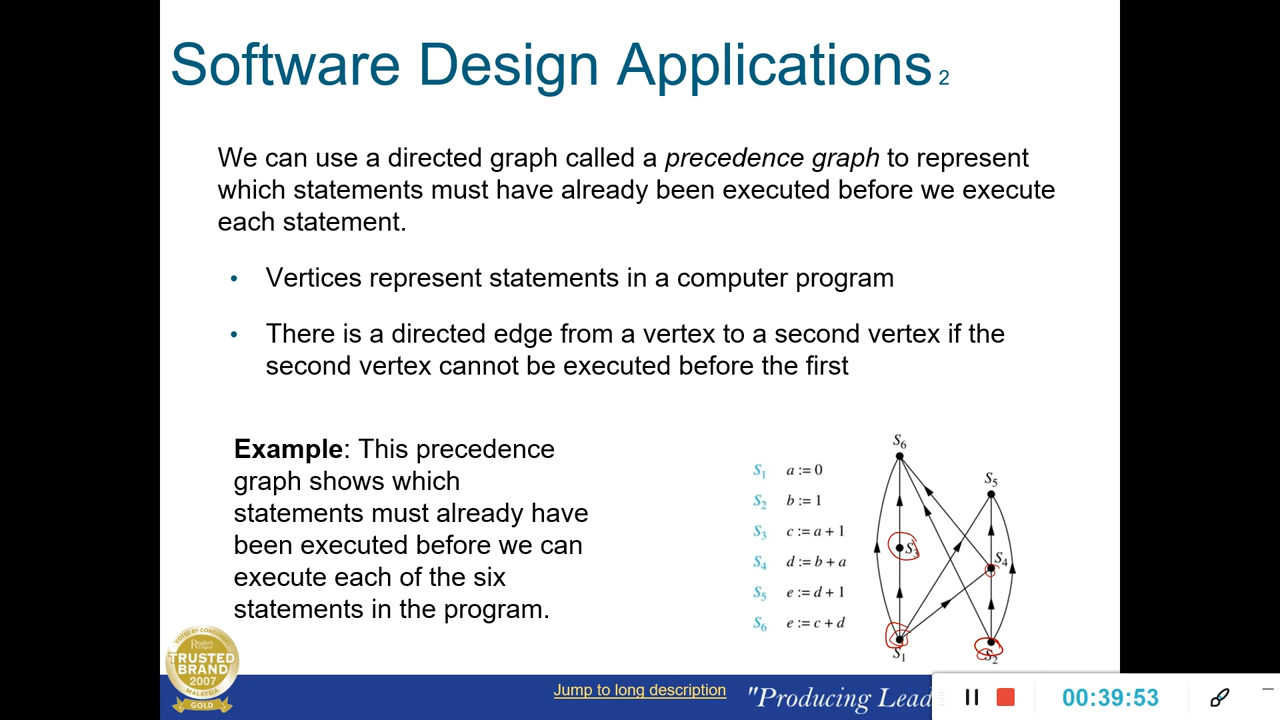 Software Design Applications 2
We can use a directed graph called a precedence graph to represent
which statements must have already been executed before we execute
each statement.
• Vertices represent statements in a computer program
• There is a directed edge from a vertex to a second vertex if the
second vertex cannot be executed before the first
Example: This precedence
graph shows which
statements must already have
been executed before we can
execute each of the six
statements in the program.
S1 a := 0
S2 b := 1
S3 c := a + 1
S4 d := b + a
S5 e := d + 1
S6 e := c + d
S6
S5
S3
S4
S1
S2
VOTED BY CONSUMERS
Reader's
Digest
TRUSTED
BRAND
2007
MALAYSIA
GOLD
Jump to long description
"Producing Lead
00:39:53